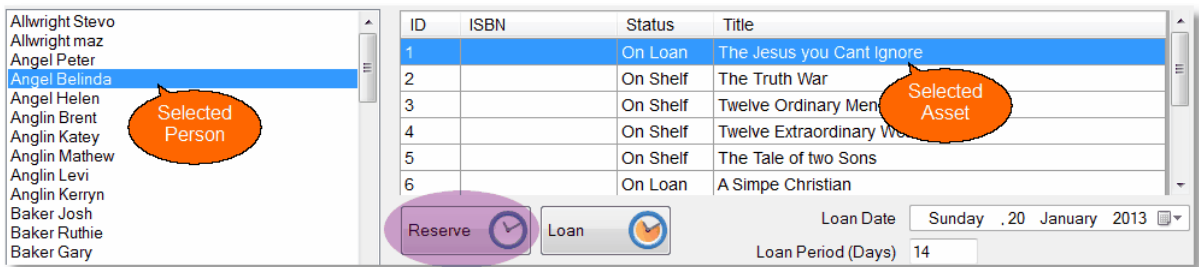 Allwright Stevo
Allwright maz
Angel Peter
Angel Belinda
Angel Helen
Anglin Brent
Anglin Katey
Anglin Mathew
Anglin Levi
Anglin Kerryn
Baker Josh
Baker Ruthie
Baker Gary
Selected
Person
ID ISBN Status Title
1 On Loan The Jesus you Cant Ignore
2 On Shelf The Truth War
3 On Shelf Twelve Ordinary Men
4 On Shelf Twelve Extraordinary
5 On Shelf The Tale of two Sons
6 On Loan A Simpe Christian
Selected
Asset
Reserve Loan
Loan Date Sunday , 20 January 2013
Loan Period (Days) 14